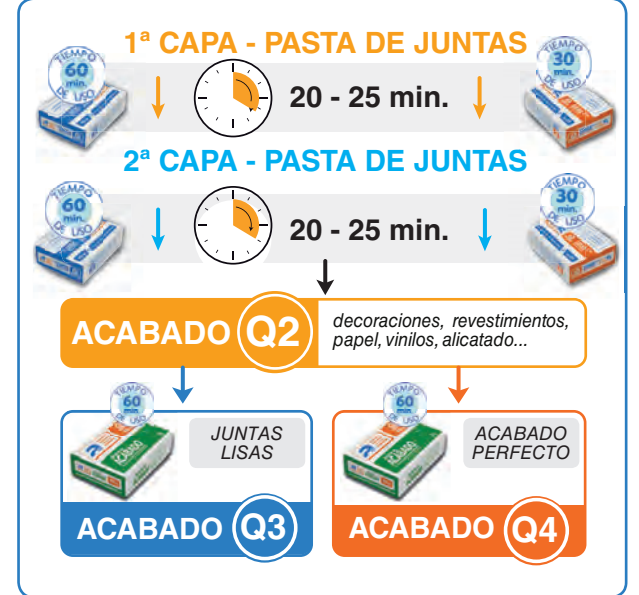 1ª CAPA - PASTA DE JUNTAS
TIEMPO
60
min.
DE USO
20 - 25 min.
TIEMPO
30
min.
DE USO
2ª CAPA - PASTA DE JUNTAS
TIEMPO
60
min.
DE USO
20 - 25 min.
TIEMPO
30
min.
DE USO
ACABADO Q2
decoraciones, revestimientos,
papel, vinilos, alicatado...
TIEMPO
60
min.
DE USO
ACABADO
JUNTAS
LISAS
ACABADO Q3
TIEMPO
60
min.
DE USO
ACABADO
ACABADO
PERFECTO
ACABADO Q4